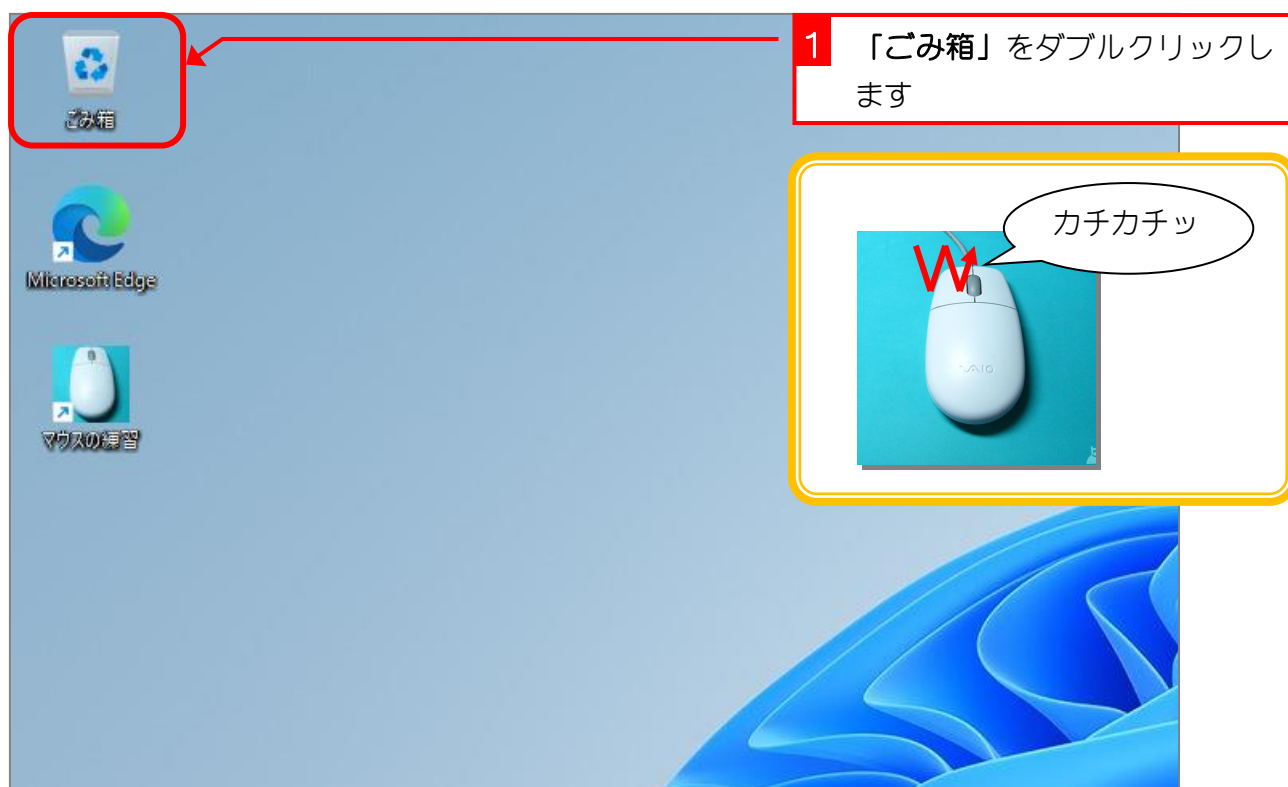 ごみ箱
Microsoft Edge
マウスの練習
1 「ごみ箱」をダブルクリックし
ます
カチカチッ
W
VAIO